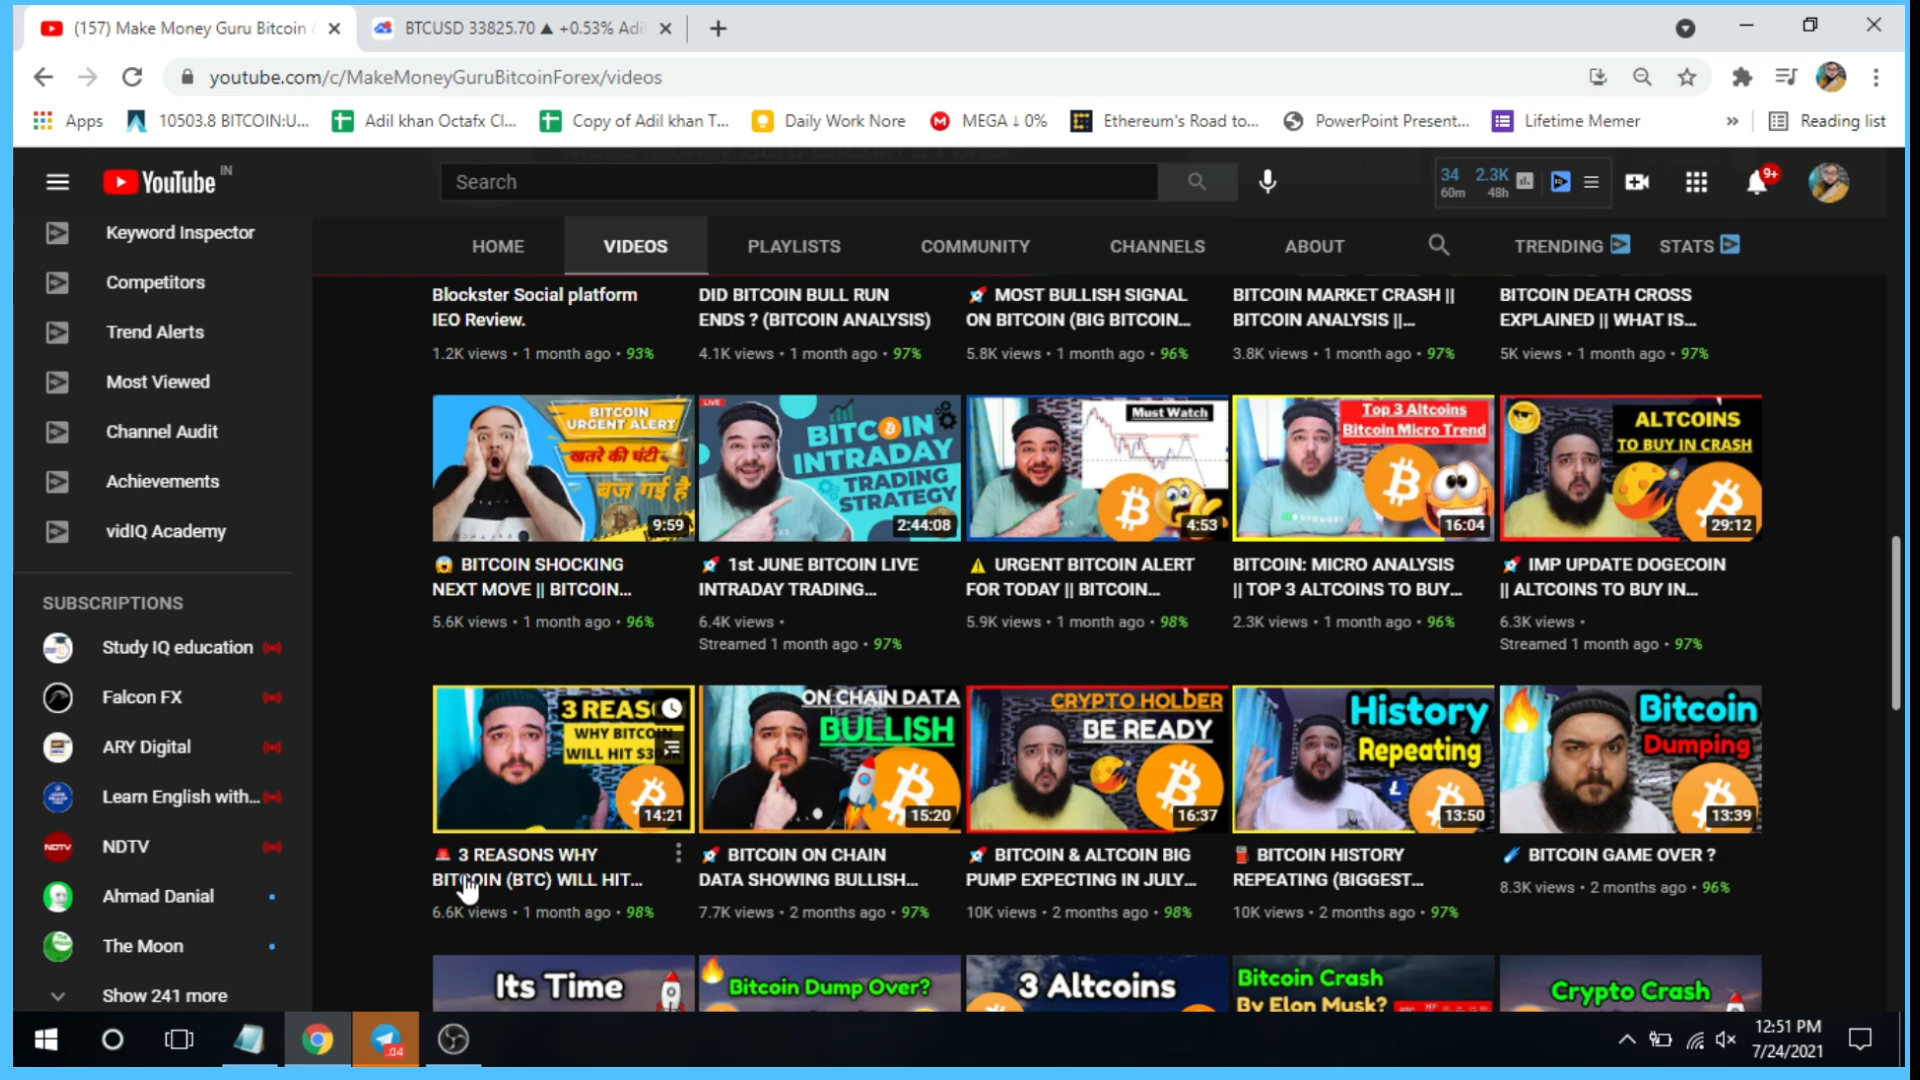 (157) Make Money Guru Bitcoin
BTCUSD 33825.70 ▲ +0.53% Adil
youtube.com/c/MakeMoneyGuruBitcoinForex/videos
Apps
10503.8 BITCOIN:U...
Adil khan Octafx Cl...
Copy of Adil khan T...
Daily Work Nore
MEGA ↓ 0%
Ethereum's Road to...
PowerPoint Present...
Lifetime Memer
»
Reading list
YouTube IN
Search
34 2.3K
60m 48h
9+
Keyword Inspector
Competitors
Trend Alerts
Most Viewed
Channel Audit
Achievements
vidIQ Academy
SUBSCRIPTIONS
Study IQ education
Falcon FX
ARY Digital
Learn English with...
NDTV
NDTV
Ahmad Danial
The Moon
Show 241 more
HOME
VIDEOS
PLAYLISTS
COMMUNITY
CHANNELS
ABOUT
TRENDING
STATS
Blockster Social platform
IEO Review.
1.2K views • 1 month ago • 93%
DID BITCOIN BULL RUN
ENDS ? (BITCOIN ANALYSIS)
4.1K views • 1 month ago • 97%
🚀 MOST BULLISH SIGNAL
ON BITCOIN (BIG BITCOIN...
5.8K views • 1 month ago • 96%
BITCOIN MARKET CRASH ||
BITCOIN ANALYSIS ||...
3.8K views • 1 month ago • 97%
BITCOIN DEATH CROSS
EXPLAINED || WHAT IS...
5K views • 1 month ago • 97%
BITCOIN
URGENT ALERT
खतरे की घंटी
बज गई है
9:59
😱 BITCOIN SHOCKING
NEXT MOVE || BITCOIN...
5.6K views • 1 month ago • 96%
LIVE
BITCOIN
INTRADAY
TRADING
STRATEGY
2:44:08
🚀 1st JUNE BITCOIN LIVE
INTRADAY TRADING...
6.4K views •
Streamed 1 month ago • 97%
Must Watch
4:53
⚠ URGENT BITCOIN ALERT
FOR TODAY || BITCOIN...
5.9K views • 1 month ago • 98%
Top 3 Altcoins
Bitcoin Micro Trend
16:04
BITCOIN: MICRO ANALYSIS
|| TOP 3 ALTCOINS TO BUY...
2.3K views • 1 month ago • 96%
ALTCOINS
TO BUY IN CRASH
29:12
🚀 IMP UPDATE DOGECOIN
|| ALTCOINS TO BUY IN...
6.3K views •
Streamed 1 month ago • 97%
3 REAS
WHY BITCOIN
WILL HIT $30
14:21
🚨 3 REASONS WHY
BITCOIN (BTC) WILL HIT...
6.6K views • 1 month ago • 98%
ON CHAIN DATA
BULLISH
15:20
🚀 BITCOIN ON CHAIN
DATA SHOWING BULLISH...
7.7K views • 2 months ago • 97%
CRYPTO HOLDER
BE READY
16:37
🚀 BITCOIN & ALTCOIN BIG
PUMP EXPECTING IN JULY...
10K views • 2 months ago • 98%
History
Repeating
13:50
BITCOIN HISTORY
REPEATING (BIGGEST...
10K views • 2 months ago • 97%
Bitcoin
Dumping
13:39
BITCOIN GAME OVER ?
8.3K views • 2 months ago • 96%
Its Time
Bitcoin Dump Over?
3 Altcoins
Bitcoin Crash
By Elon Musk?
Crypto Crash
.04
12:51 PM
7/24/2021